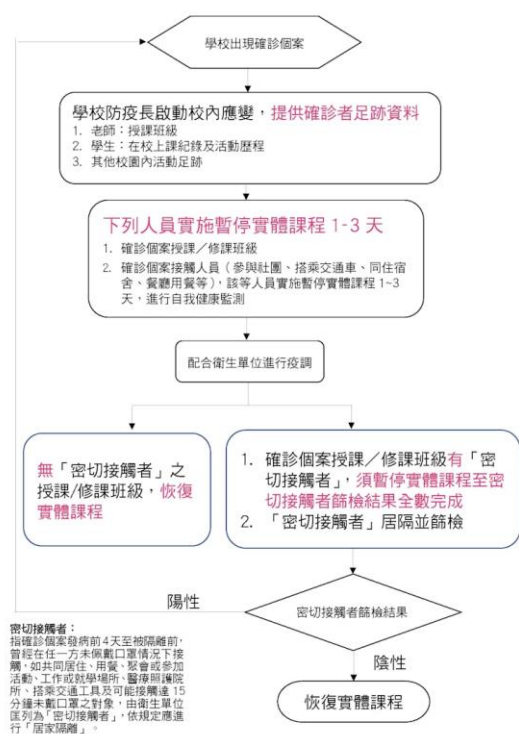 學校出現確診個案
學校防疫長啟動校內應變，提供確診者足跡資料
1. 老師：授課班級
2. 學生：在校上課紀錄及活動歷程
3. 其他校園內活動足跡
下列人員實施暫停實體課程 1-3 天
1. 確診個案授課／修課班級
2. 確診個案接觸人員（參與社團、搭乘交通車、同住宿
舍、餐廳用餐等），該等人員實施暫停實體課程 1~3
天，進行自我健康監測
配合衛生單位進行疫調
無「密切接觸者」之
授課/修課班級，恢復
實體課程
1. 確診個案授課／修課班級有「密
切接觸者」，須暫停實體課程至密
切接觸者篩檢結果全數完成
2. 「密切接觸者」居隔並篩檢
陽性
密切接觸者篩檢結果
陰性
恢復實體課程
密切接觸者：
指確診個案發病前4天至被隔離前，
曾經在任一方未佩戴口罩情況下接
觸，如共同居住、用餐、聚會或參加
活動、工作或就學場所、醫療照護院
所、搭乘交通工具及可能接觸達 15
分鐘未戴口罩之對象，由衛生單位
匡列為「密切接觸者」，依規定應進
行「居家隔離」。